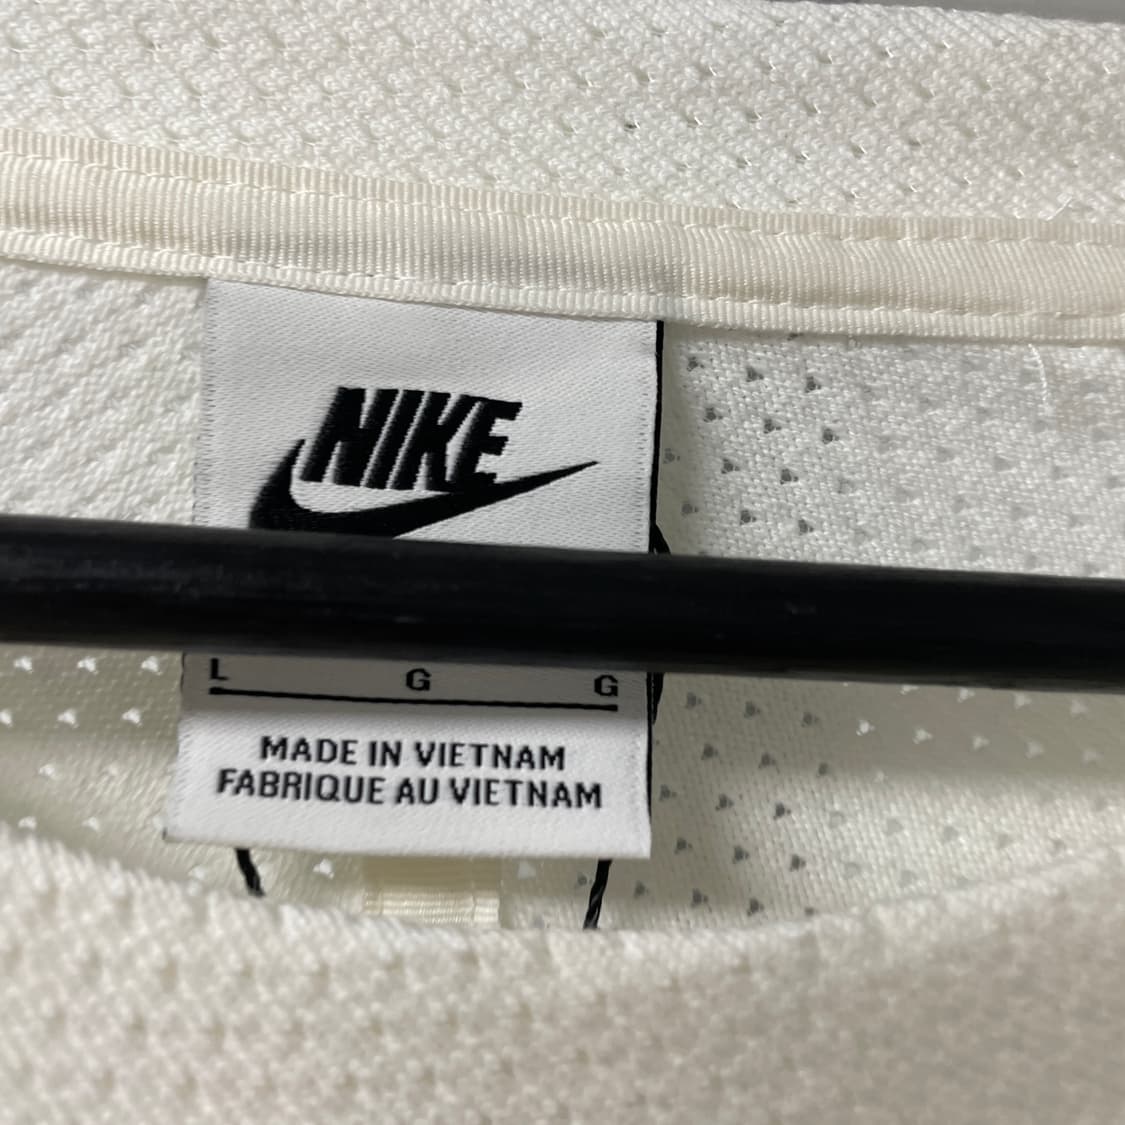 NIKE
L G G
MADE IN VIETNAM
FABRIQUE AU VIETNAM